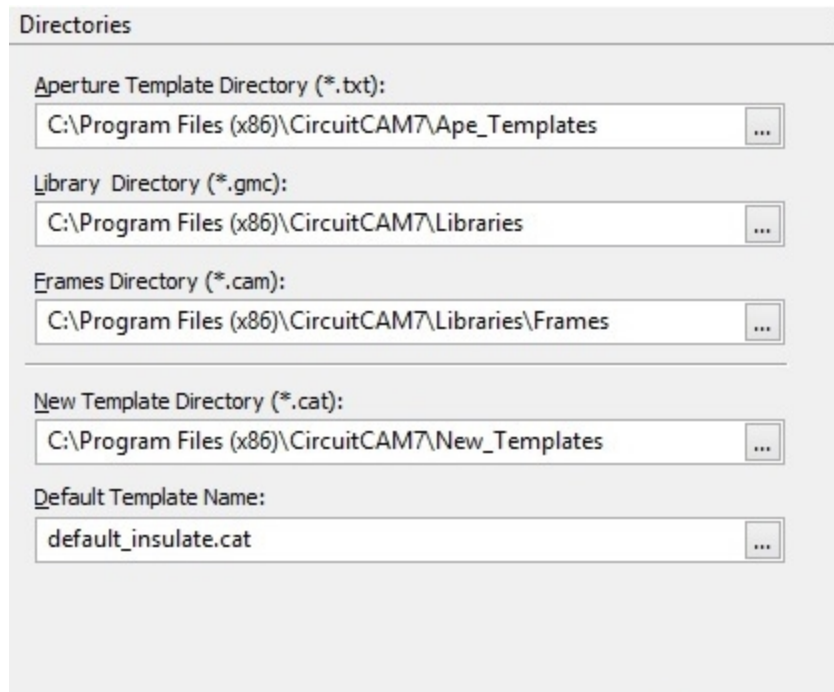 Directories
Aperture Template Directory (*.txt):
C:\Program Files (x86)\CircuitCAM7\Ape_Templates
...
Library  Directory (*.gmc):
C:\Program Files (x86)\CircuitCAM7\Libraries
...
Frames Directory (*.cam):
C:\Program Files (x86)\CircuitCAM7\Libraries\Frames
...
New Template Directory (*.cat):
C:\Program Files (x86)\CircuitCAM7\New_Templates
...
Default Template Name:
default_insulate.cat
...